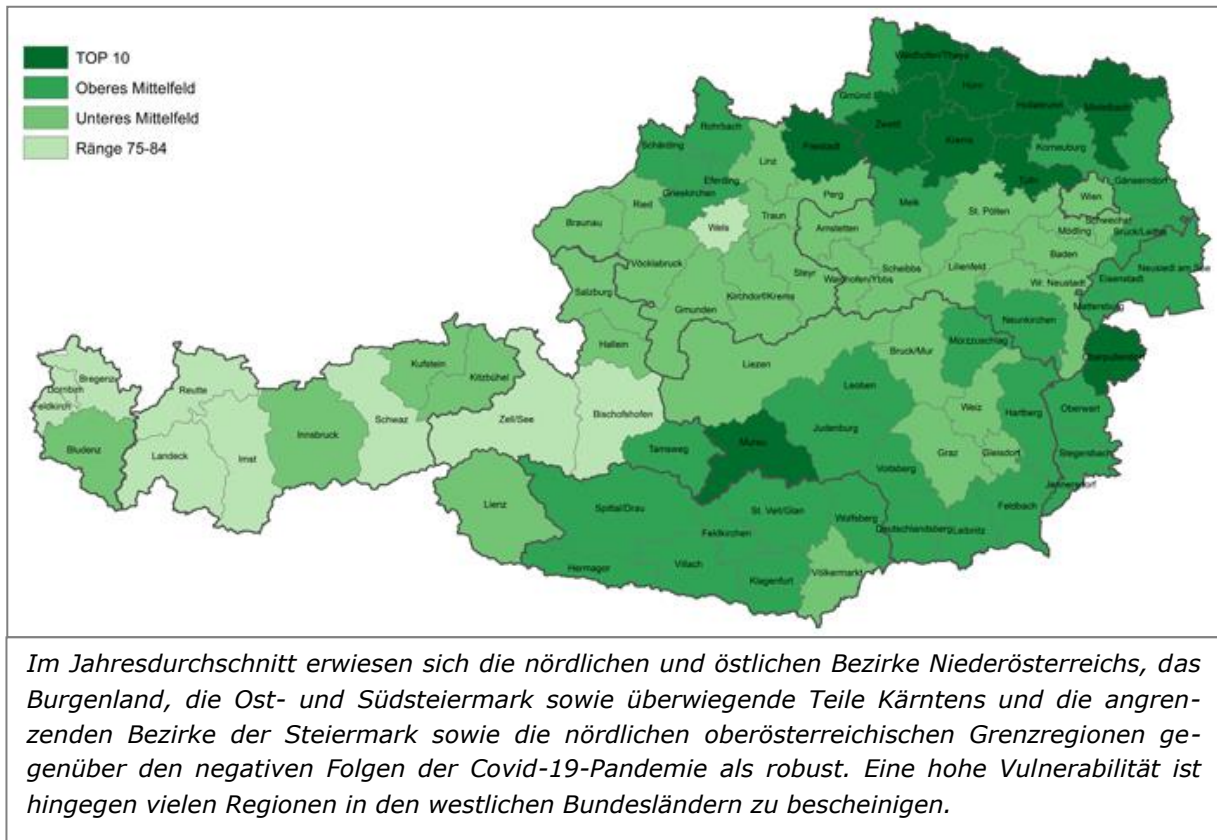 TOP 10
Oberes Mittelfeld
Unteres Mittelfeld
Ränge 75-84
Waidhofen/Thaya
Gmünd
Horn
Hollabrunn
Mistelbach
Rohrbach
Schärding
Freistadt
Zwettl
Krems
Korneuburg
Linz
Eferding
Grieskirchen
Tulln
Gänserndorf
Perg
Melk
St. Pölten
Wien
Ried
Traun
Wels
Schwechat
Braunau
Amstetten
Mödling
Bruck/Leitha
Baden
Vöcklabruck
Steyr
Scheibbs
Lilienfeld
Neusiedl am See
Waidhofen/Ybbs
Eisenstadt
Salzburg
Kirchdorf/Krems
Wr. Neustadt
Gmunden
Mattersburg
Neunkirchen
Hallein
Bruck/Mur
Mürzzuschlag
Oberpullendorf
Kufstein
Liezen
Bregenz
Kitzbühel
Dornbirn
Reutte
Leoben
Feldkirch
Schwaz
Zell/See
Bischofshofen
Weiz
Hartberg
Oberwart
Innsbruck
Bludenz
Landeck
Imst
Tamsweg
Murau
Judenburg
Graz
Gleisdorf
Stegersbach
Voitsberg
Jennersdorf
Lienz
Spittal/Drau
St. Veit/Glan
Wolfsberg
Feldbach
Feldkirchen
Deutschlandsberg
Leibnitz
Hermagor
Villach
Klagenfurt
Völkermarkt
Im Jahresdurchschnitt erwiesen sich die nördlichen und östlichen Bezirke Niederösterreichs, das
Burgenland, die Ost- und Südsteiermark sowie überwiegende Teile Kärntens und die angren-
zenden Bezirke der Steiermark sowie die nördlichen oberösterreichischen Grenzregionen ge-
genüber den negativen Folgen der Covid-19-Pandemie als robust. Eine hohe Vulnerabilität ist
hingegen vielen Regionen in den westlichen Bundesländern zu bescheinigen.